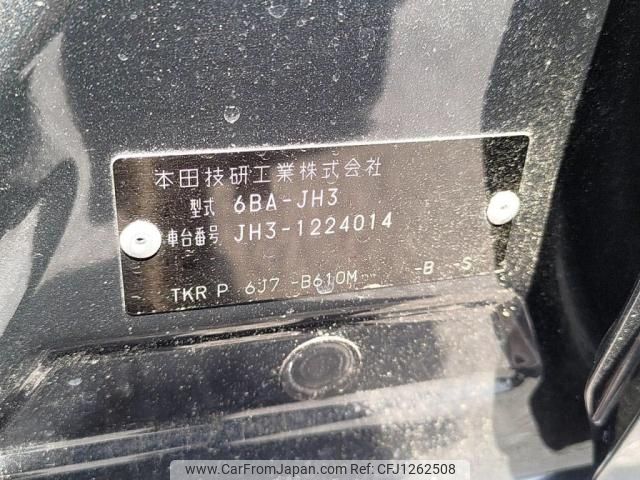 本田技研工業株式会社
型式 6BA-JH3
車台番号 JH3-1224014
TKR P 6J7 -B610M -B -S
WWW.CARFROMJAPAN.COM - REF: CFJ1262508